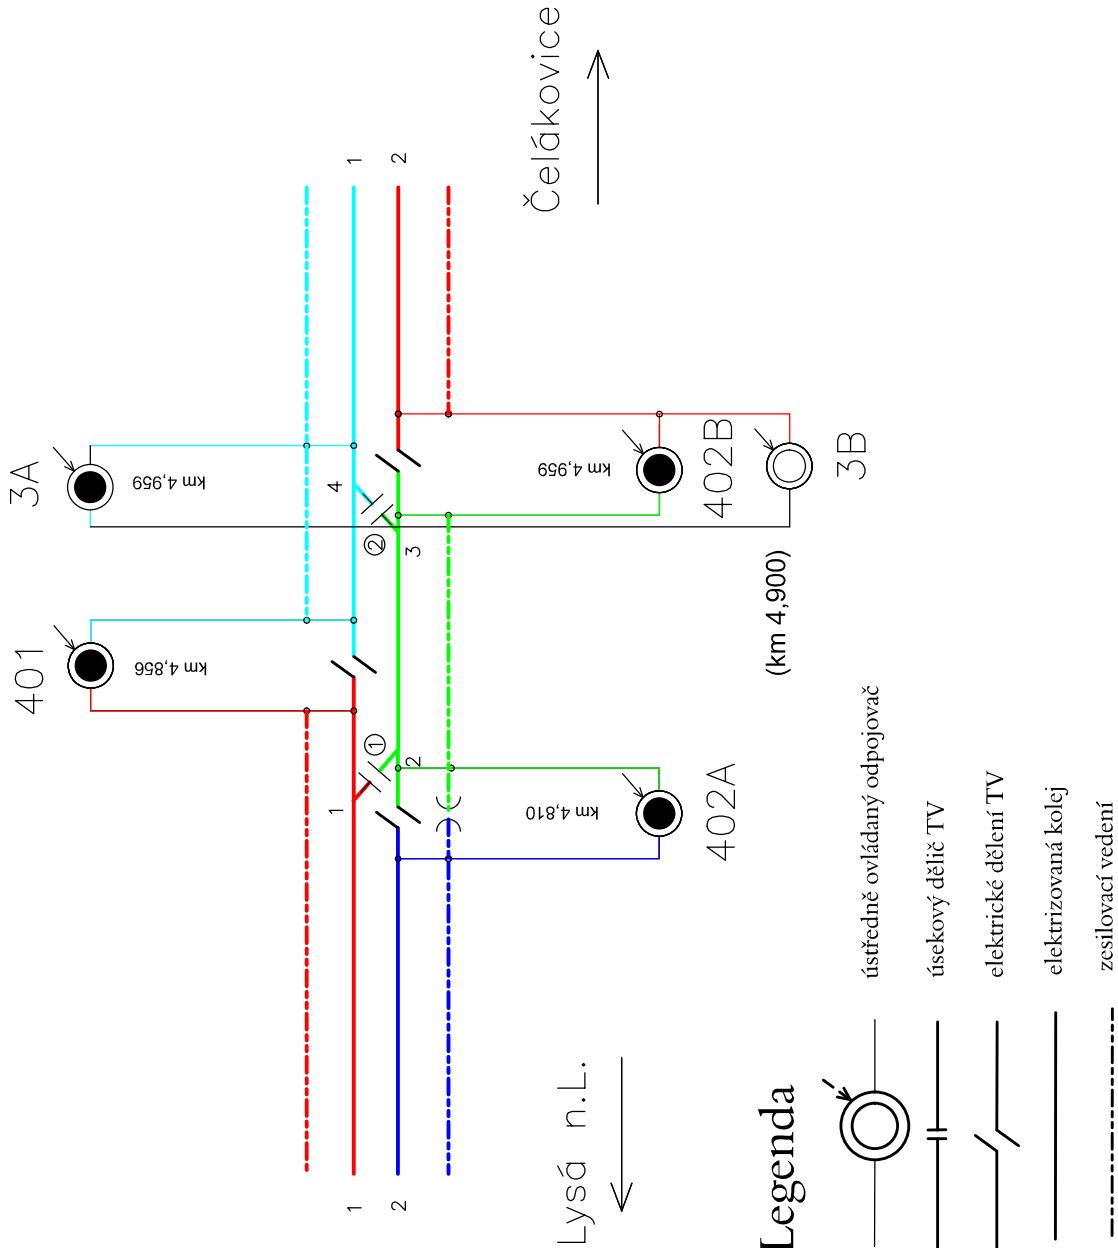 3A
km 4,959
401
km 4,856
Čelákovice
1
2
4
②
3
①
2
1
km 4,959
402B
3B
(km 4,900)
km 4,810
402A
1
2
Lysá n.L.
Legenda
ústředně ovládaný odpojovač
úsekový dělič TV
elektrické dělení TV
elektrizovaná kolej
zesilovací vedení